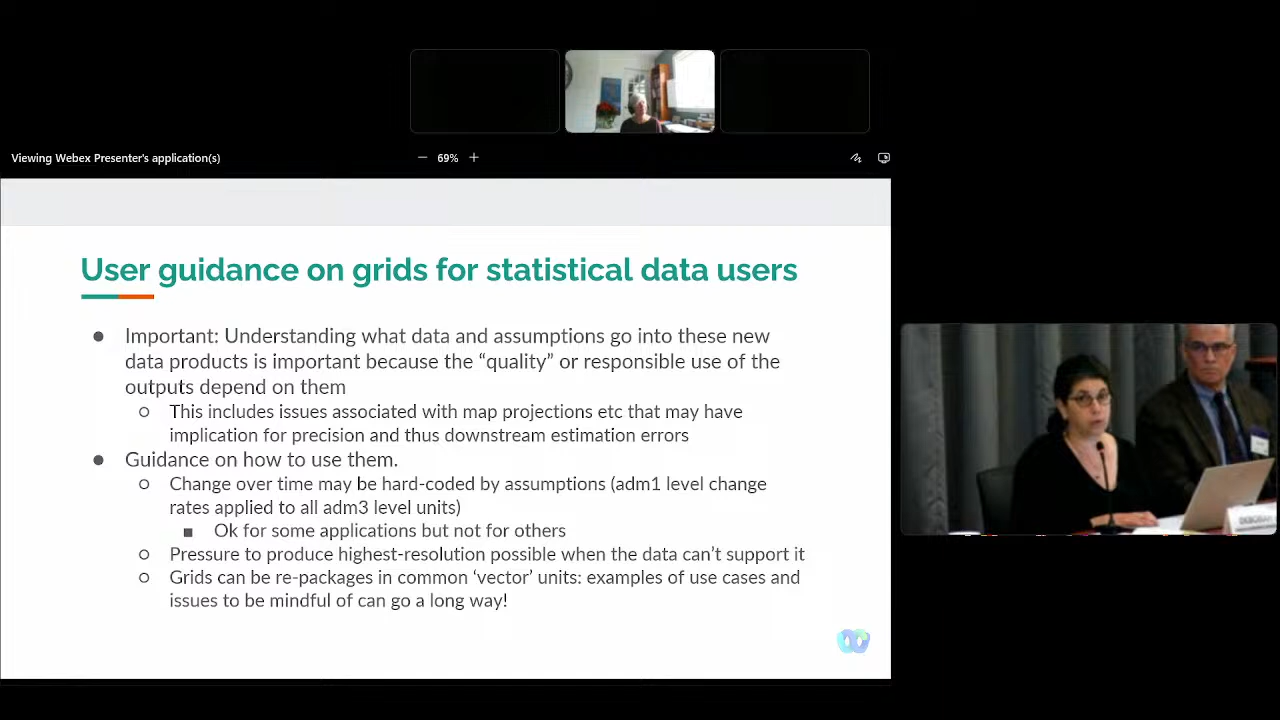 Viewing Webex Presenter's application(s)
69%
User guidance on grids for statistical data users
Important: Understanding what data and assumptions go into these new
data products is important because the “quality” or responsible use of the
outputs depend on them
This includes issues associated with map projections etc that may have
implication for precision and thus downstream estimation errors
Guidance on how to use them.
Change over time may be hard-coded by assumptions (adm1 level change
rates applied to all adm3 level units)
Ok for some applications but not for others
Pressure to produce highest-resolution possible when the data can’t support it
Grids can be re-packages in common ‘vector’ units: examples of use cases and
issues to be mindful of can go a long way!